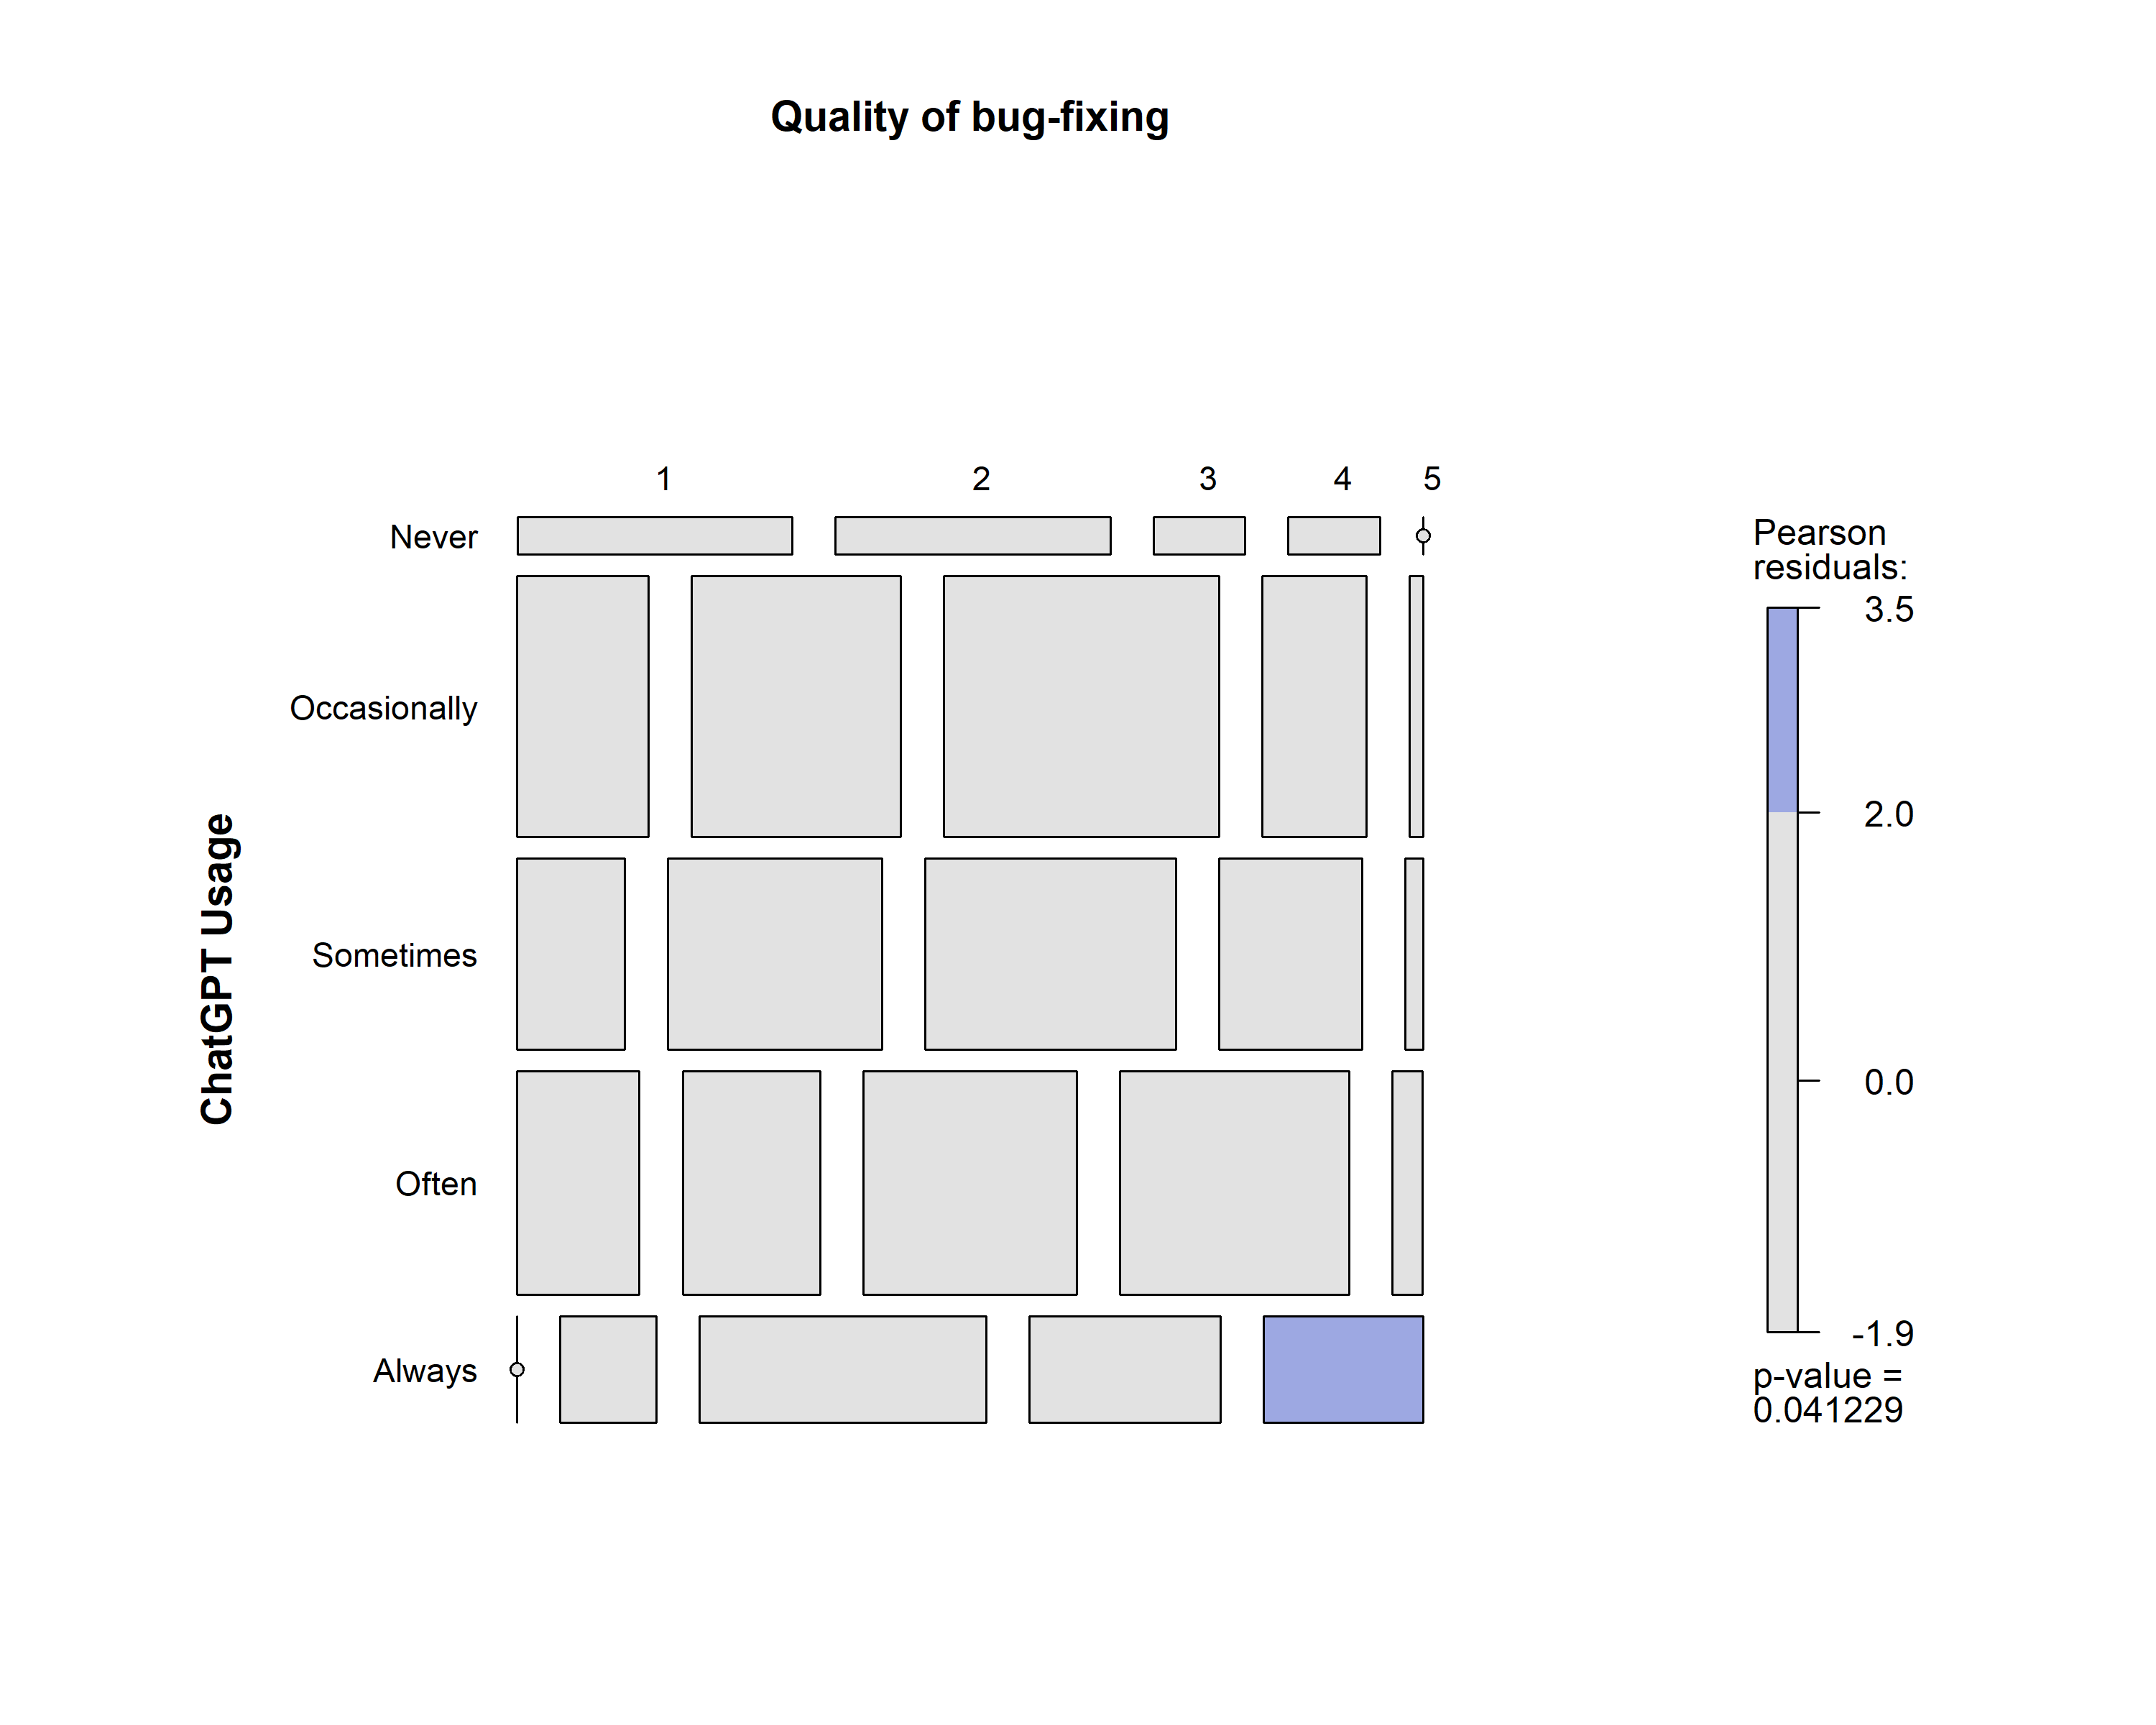 Quality of bug-fixing
1 2 3 4 5
Never
Occasionally
Sometimes
Often
Always
ChatGPT Usage
Pearson
residuals:
3.5
2.0
0.0
-1.9
p-value =
0.041229